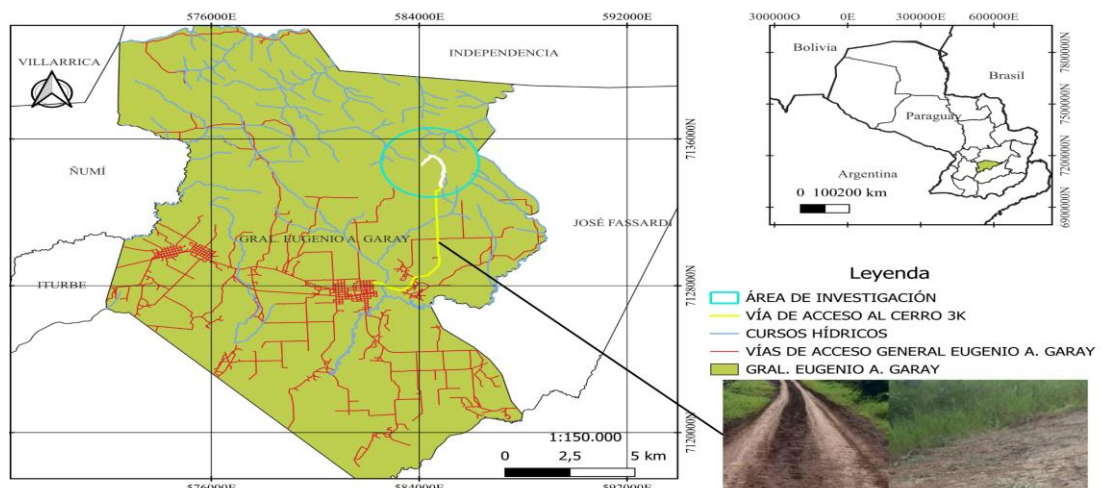 576000E
584000E
592000E
VILLARRICA
INDEPENDENCIA
7136000N
ÑUMÍ
JOSÉ FASSARDI
GRAL. EUGENIO A. GARAY
ITURBE
7128000N
7120000N
1:150.000
0 2,5 5 km
576000E
584000E
592000E
300000O
0E
300000E
600000E
Bolivia
Brasil
Paraguay
Argentina
0 100200 km
7800000N
7500000N
7200000N
6900000N
Leyenda
ÁREA DE INVESTIGACIÓN
VÍA DE ACCESO AL CERRO 3K
CURSOS HÍDRICOS
VÍAS DE ACCESO GENERAL EUGENIO A. GARAY
GRAL. EUGENIO A. GARAY